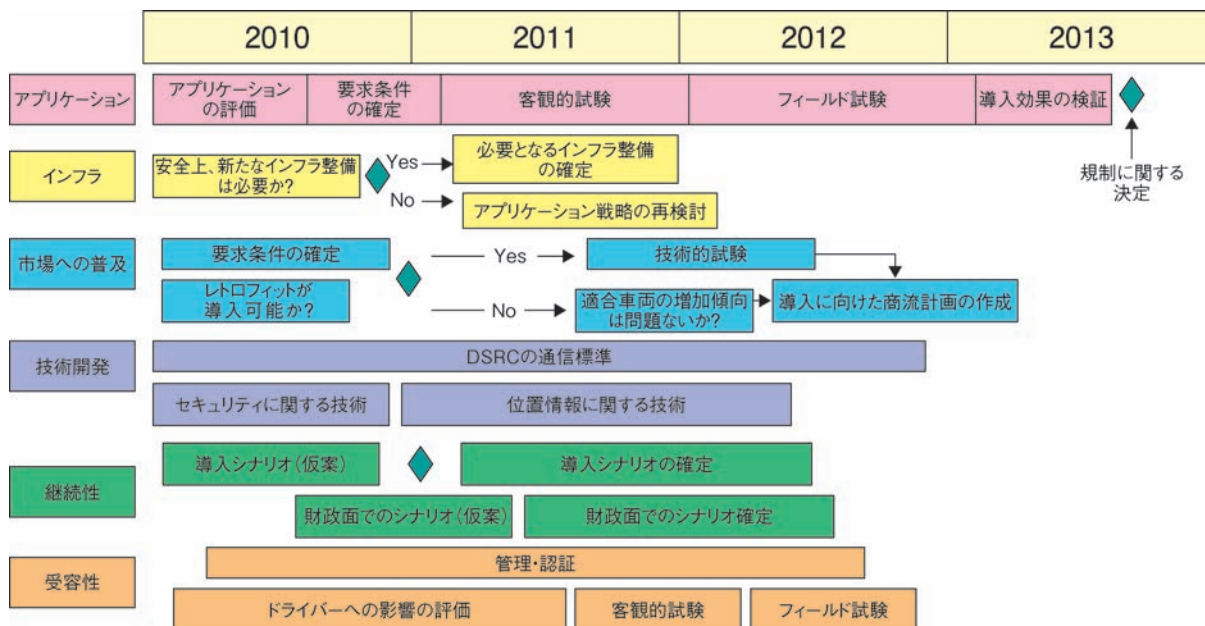 2010
2011
2012
2013
アプリケーション
アプリケーション
の評価
要求条件
の確定
客観的試験
フィールド試験
導入効果の検証
規制に関する
決定
インフラ
安全上、新たなインフラ整備
は必要か?
Yes
必要となるインフラ整備
の確定
No
アプリケーション戦略の再検討
市場への普及
要求条件の確定
Yes
技術的試験
レトロフィットが
導入可能か?
No
適合車両の増加傾向
は問題ないか?
導入に向けた商流計画の作成
技術開発
DSRCの通信標準
セキュリティに関する技術
位置情報に関する技術
継続性
導入シナリオ(仮案)
導入シナリオの確定
財政面でのシナリオ(仮案)
財政面でのシナリオ確定
受容性
管理・認証
ドライバーへの影響の評価
客観的試験
フィールド試験